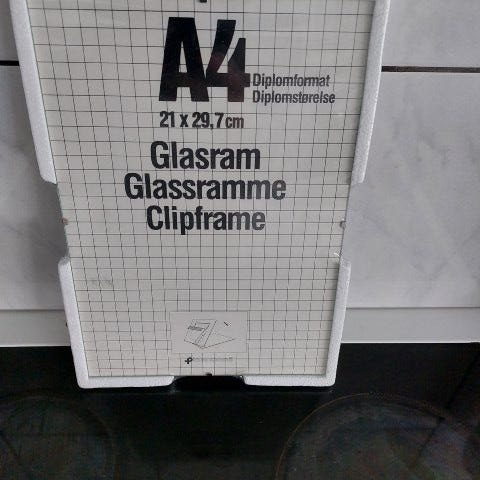 A4
Diplomformat
Diplomstørelse
21 x 29,7 cm
Glasram
Glassramme
Clipframe